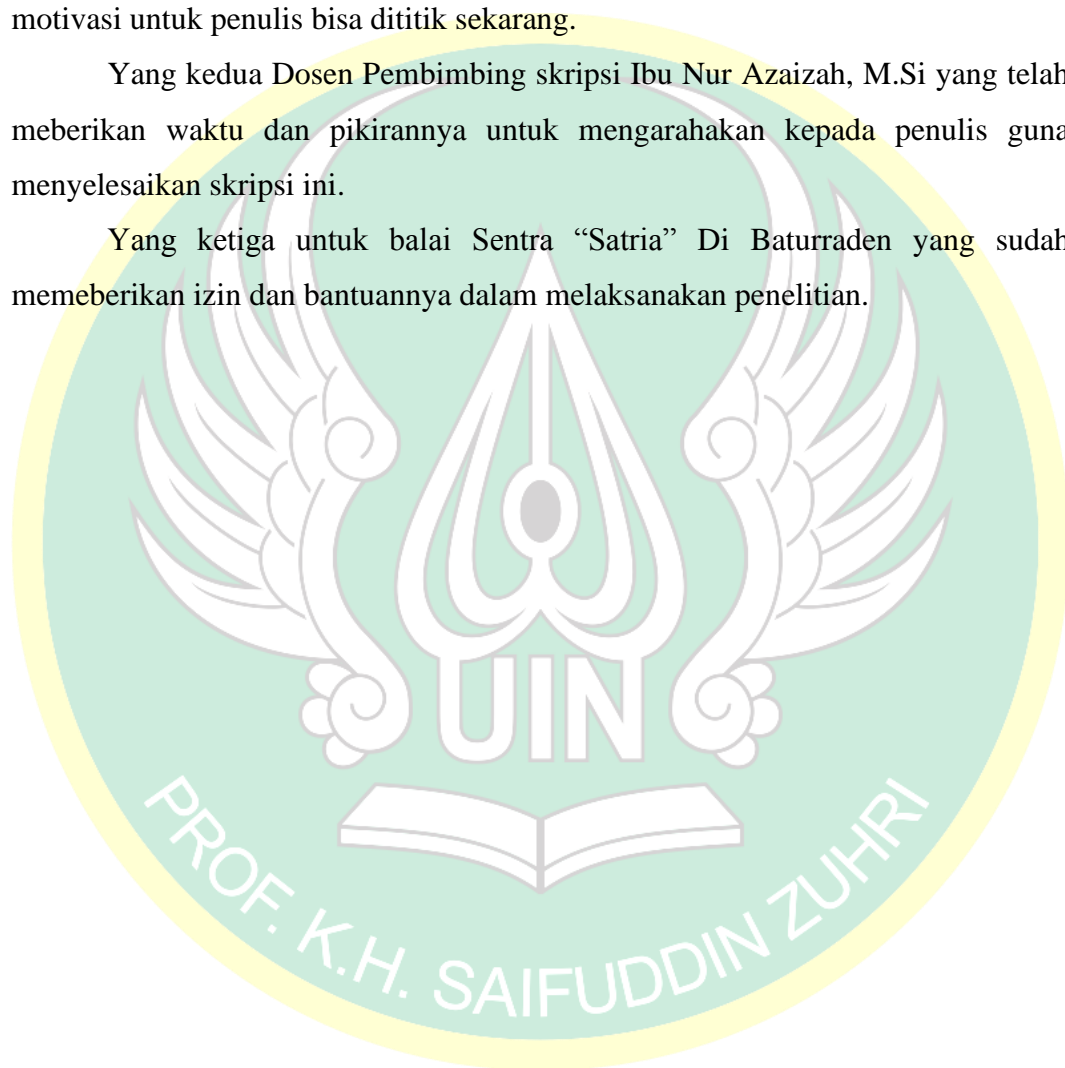 motivasi untuk penulis bisa dititik sekarang.
Yang kedua Dosen Pembimbing skripsi Ibu Nur Azaizah, M.Si yang telah
meberikan waktu dan pikirannya untuk mengarahakan kepada penulis guna
menyelesaikan skripsi ini.
Yang ketiga untuk balai Sentra “Satria” Di Baturraden yang sudah
memeberikan izin dan bantuannya dalam melaksanakan penelitian.
UIN
PROF. K.H. SAIFUDDIN ZUHRI